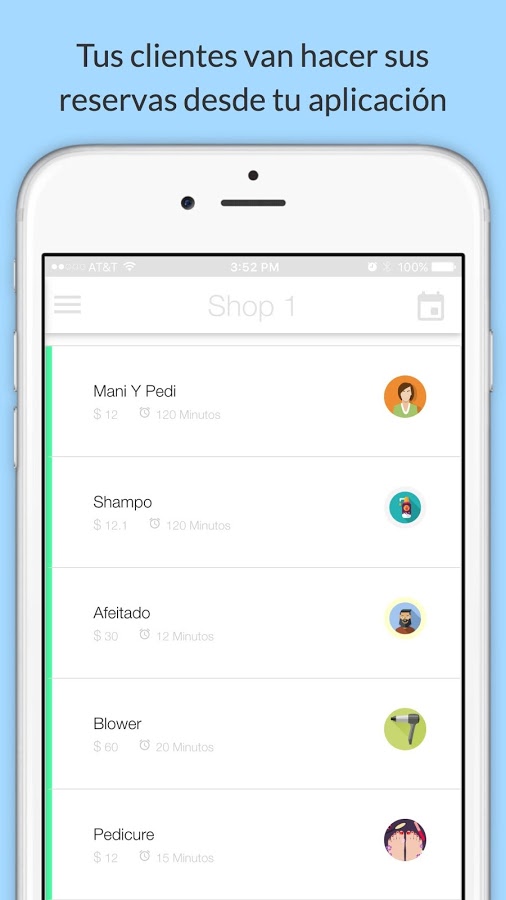 Tus clientes van hacer sus
reservas desde tu aplicación
AT&T 3:52 PM 100%
Shop 1
Mani Y Pedi
$ 12 120 Minutos
Shampo
$ 12.1 120 Minutos
Afeitado
$ 30 12 Minutos
Blower
$ 60 20 Minutos
Pedicure
$ 12 15 Minutos